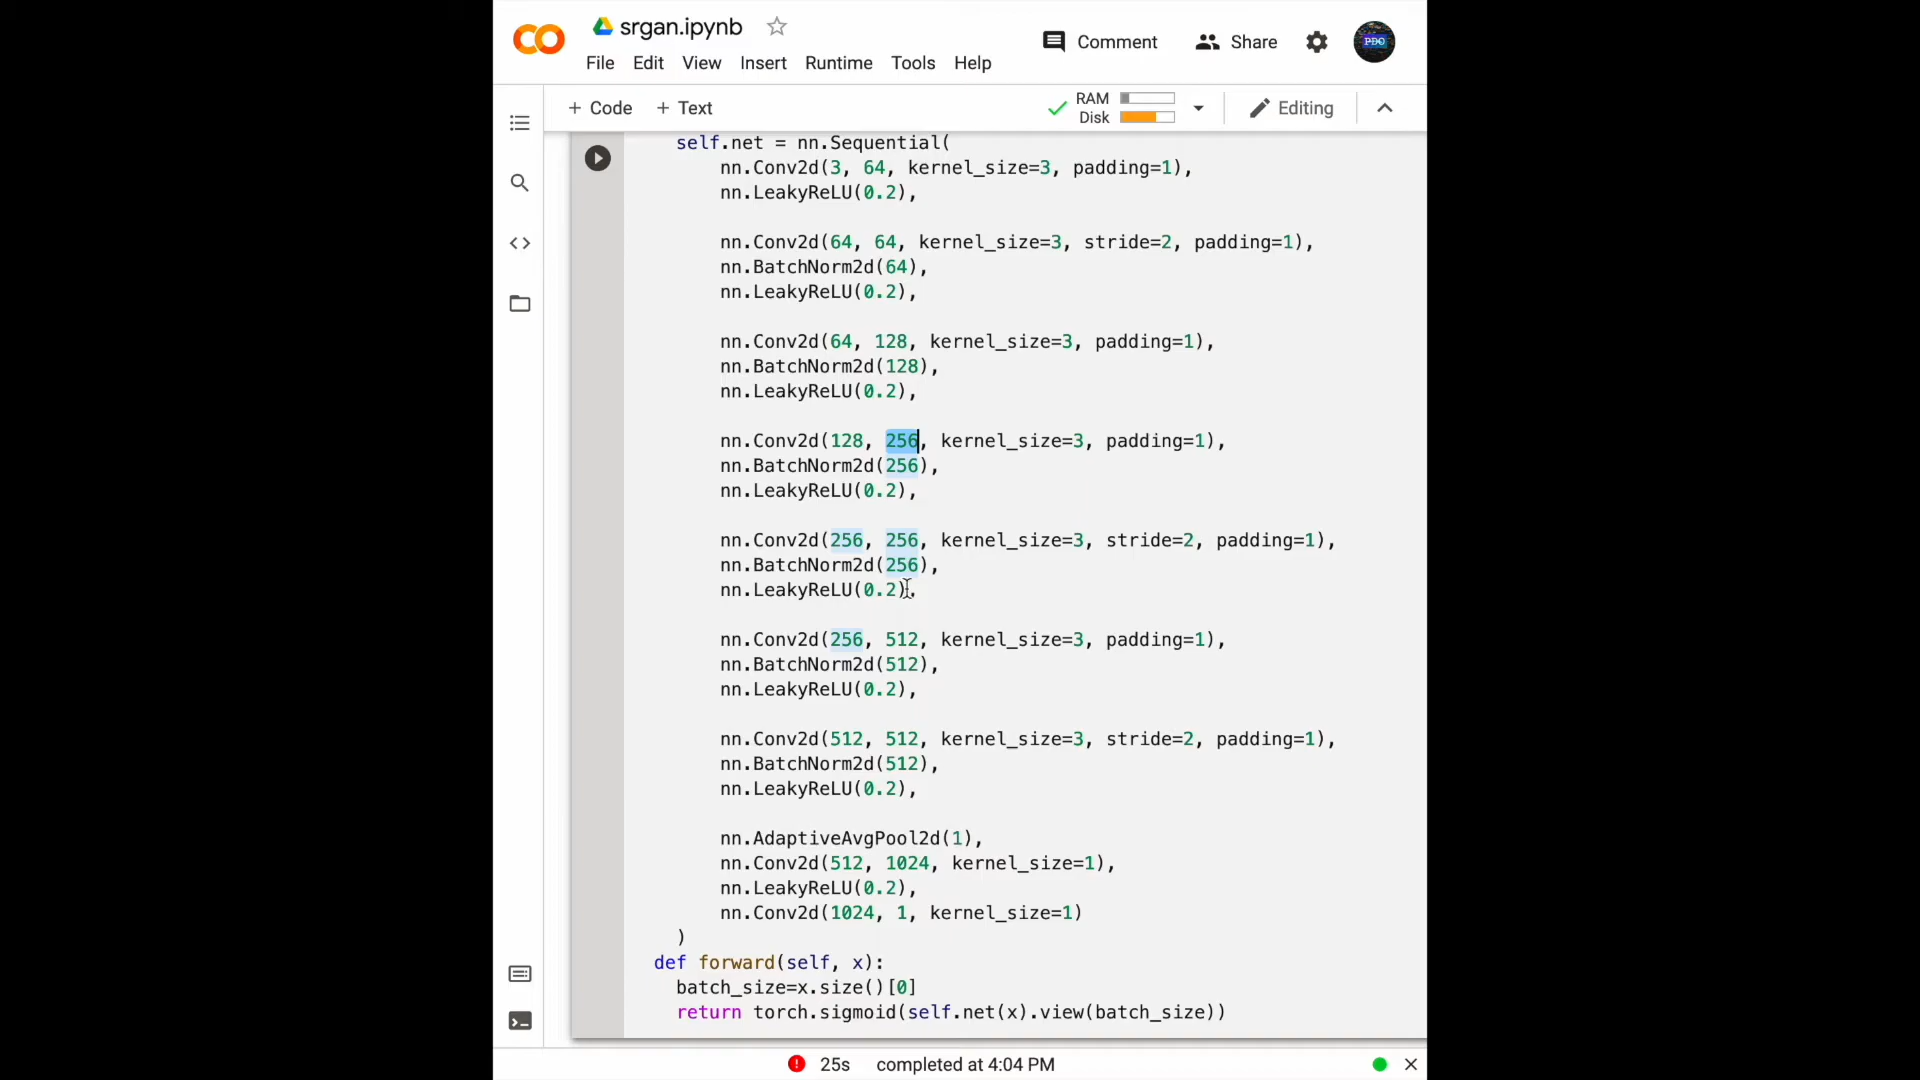 srgan.ipynb
Comment
Share
PDO
File Edit View Insert Runtime Tools Help
+ Code + Text
RAM
Disk
Editing
self.net = nn.Sequential(
nn.Conv2d(3, 64, kernel_size=3, padding=1),
nn.LeakyReLU(0.2),
nn.Conv2d(64, 64, kernel_size=3, stride=2, padding=1),
nn.BatchNorm2d(64),
nn.LeakyReLU(0.2),
nn.Conv2d(64, 128, kernel_size=3, padding=1),
nn.BatchNorm2d(128),
nn.LeakyReLU(0.2),
nn.Conv2d(128, 256, kernel_size=3, padding=1),
nn.BatchNorm2d(256),
nn.LeakyReLU(0.2),
nn.Conv2d(256, 256, kernel_size=3, stride=2, padding=1),
nn.BatchNorm2d(256),
nn.LeakyReLU(0.2),
nn.Conv2d(256, 512, kernel_size=3, padding=1),
nn.BatchNorm2d(512),
nn.LeakyReLU(0.2),
nn.Conv2d(512, 512, kernel_size=3, stride=2, padding=1),
nn.BatchNorm2d(512),
nn.LeakyReLU(0.2),
nn.AdaptiveAvgPool2d(1),
nn.Conv2d(512, 1024, kernel_size=1),
nn.LeakyReLU(0.2),
nn.Conv2d(1024, 1, kernel_size=1)
)
def forward(self, x):
batch_size=x.size()[0]
return torch.sigmoid(self.net(x).view(batch_size))
25s completed at 4:04 PM